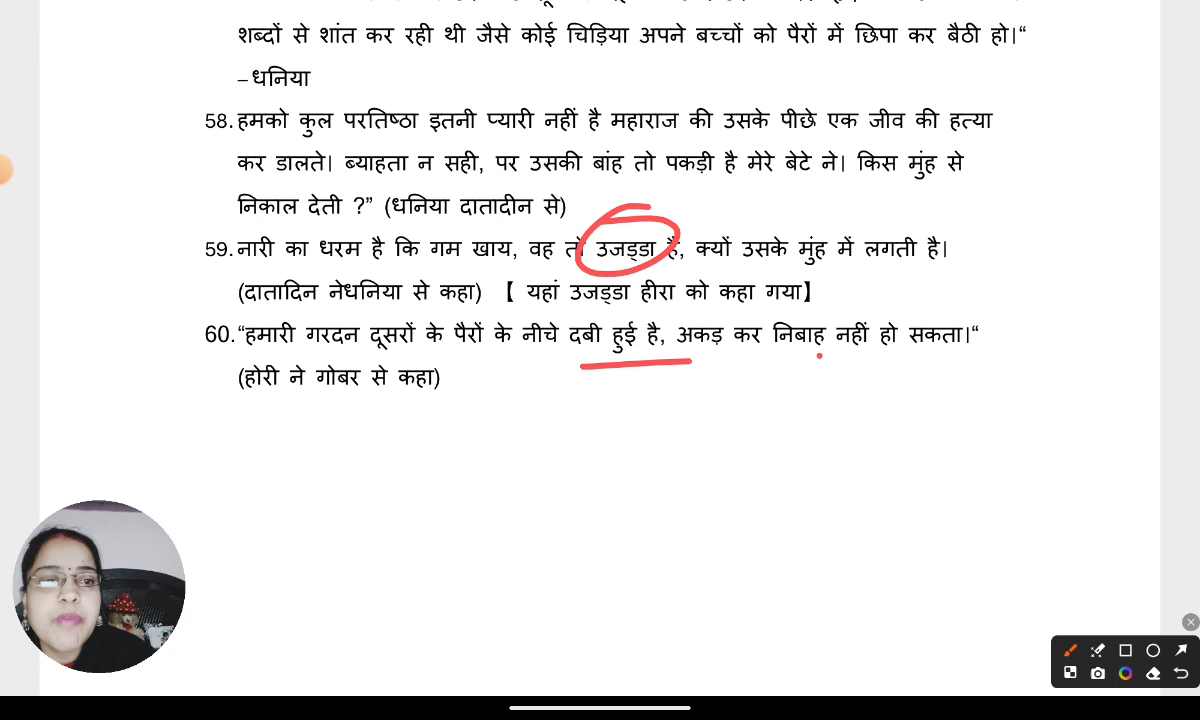 शब्दों से शांत कर रही थी जैसे कोई चिड़िया अपने बच्चों को पैरों में छिपा कर बैठी हो।“
–धनिया
58. हमको कुल परतिष्ठा इतनी प्यारी नहीं है महाराज की उसके पीछे एक जीव की हत्या
कर डालते। ब्याहता न सही, पर उसकी बांह तो पकड़ी है मेरे बेटे ने। किस मुंह से
निकाल देती ?” (धनिया दातादीन से)
59. नारी का धरम है कि गम खाय, वह तो उजड्डा है, क्यों उसके मुंह में लगती है।
(दातादिन नेधनिया से कहा) 【 यहां उजड्डा हीरा को कहा गया】
60. “हमारी गरदन दूसरों के पैरों के नीचे दबी हुई है, अकड़ कर निबाह नहीं हो सकता।“
(होरी ने गोबर से कहा)